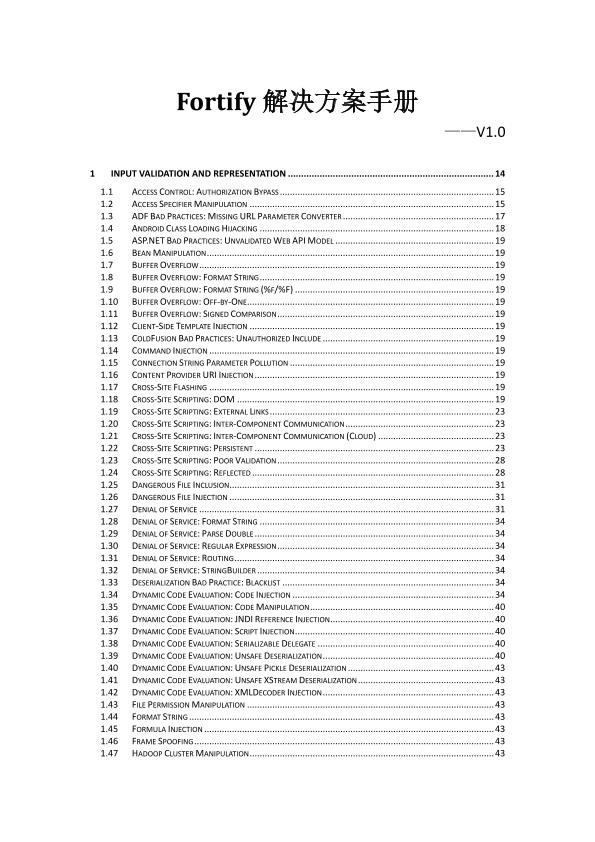 Fortify 解决方案手册
——V1.0
1 INPUT VALIDATION AND REPRESENTATION 14
1.1 ACCESS CONTROL: AUTHORIZATION BYPASS 15
1.2 ACCESS SPECIFIER MANIPULATION 15
1.3 ADF BAD PRACTICES: MISSING URL PARAMETER CONVERTER 17
1.4 ANDROID CLASS LOADING HIJACKING 18
1.5 ASP.NET BAD PRACTICES: UNVALIDATED WEB API MODEL 19
1.6 BEAN MANIPULATION 19
1.7 BUFFER OVERFLOW 19
1.8 BUFFER OVERFLOW: FORMAT STRING 19
1.9 BUFFER OVERFLOW: FORMAT STRING (%F/%F) 19
1.10 BUFFER OVERFLOW: OFF-BY-ONE 19
1.11 BUFFER OVERFLOW: SIGNED COMPARISON 19
1.12 CLIENT-SIDE TEMPLATE INJECTION 19
1.13 COLDFUSION BAD PRACTICES: UNAUTHORIZED INCLUDE 19
1.14 COMMAND INJECTION 19
1.15 CONNECTION STRING PARAMETER POLLUTION 19
1.16 CONTENT PROVIDER URI INJECTION 19
1.17 CROSS-SITE FLASHING 19
1.18 CROSS-SITE SCRIPTING: DOM 19
1.19 CROSS-SITE SCRIPTING: EXTERNAL LINKS 23
1.20 CROSS-SITE SCRIPTING: INTER-COMPONENT COMMUNICATION 23
1.21 CROSS-SITE SCRIPTING: INTER-COMPONENT COMMUNICATION (CLOUD) 23
1.22 CROSS-SITE SCRIPTING: PERSISTENT 23
1.23 CROSS-SITE SCRIPTING: POOR VALIDATION 28
1.24 CROSS-SITE SCRIPTING: REFLECTED 28
1.25 DANGEROUS FILE INCLUSION 31
1.26 DANGEROUS FILE INJECTION 31
1.27 DENIAL OF SERVICE 31
1.28 DENIAL OF SERVICE: FORMAT STRING 34
1.29 DENIAL OF SERVICE: PARSE DOUBLE 34
1.30 DENIAL OF SERVICE: REGULAR EXPRESSION 34
1.31 DENIAL OF SERVICE: ROUTING 34
1.32 DENIAL OF SERVICE: STRINGBUILDER 34
1.33 DESERIALIZATION BAD PRACTICE: BLACKLIST 34
1.34 DYNAMIC CODE EVALUATION: CODE INJECTION 34
1.35 DYNAMIC CODE EVALUATION: CODE MANIPULATION 40
1.36 DYNAMIC CODE EVALUATION: JNDI REFERENCE INJECTION 40
1.37 DYNAMIC CODE EVALUATION: SCRIPT INJECTION 40
1.38 DYNAMIC CODE EVALUATION: SERIALIZABLE DELEGATE 40
1.39 DYNAMIC CODE EVALUATION: UNSAFE DESERIALIZATION 40
1.40 DYNAMIC CODE EVALUATION: UNSAFE PICKLE DESERIALIZATION 43
1.41 DYNAMIC CODE EVALUATION: UNSAFE XSTREAM DESERIALIZATION 43
1.42 DYNAMIC CODE EVALUATION: XMLDECODER INJECTION 43
1.43 FILE PERMISSION MANIPULATION 43
1.44 FORMAT STRING 43
1.45 FORMULA INJECTION 43
1.46 FRAME SPOOFING 43
1.47 HADOOP CLUSTER MANIPULATION 43